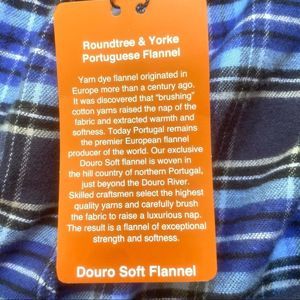 Roundtree & Yorke
Portuguese Flannel
Yarn dye flannel originated in
Europe more than a century ago.
It was discovered that "brushing"
cotton yarns raised the nap of the
fabric and extracted warmth and
softness. Today Portugal remains
the premier European flannel
producer of the world. Our exclusive
Douro Soft flannel is woven in
the hill country of northern Portugal,
just beyond the Douro River.
Skilled craftsmen select the highest
quality yarns and carefully brush
the fabric to raise a luxurious nap.
The result is a flannel of exceptional
strength and softness.
Douro Soft Flannel